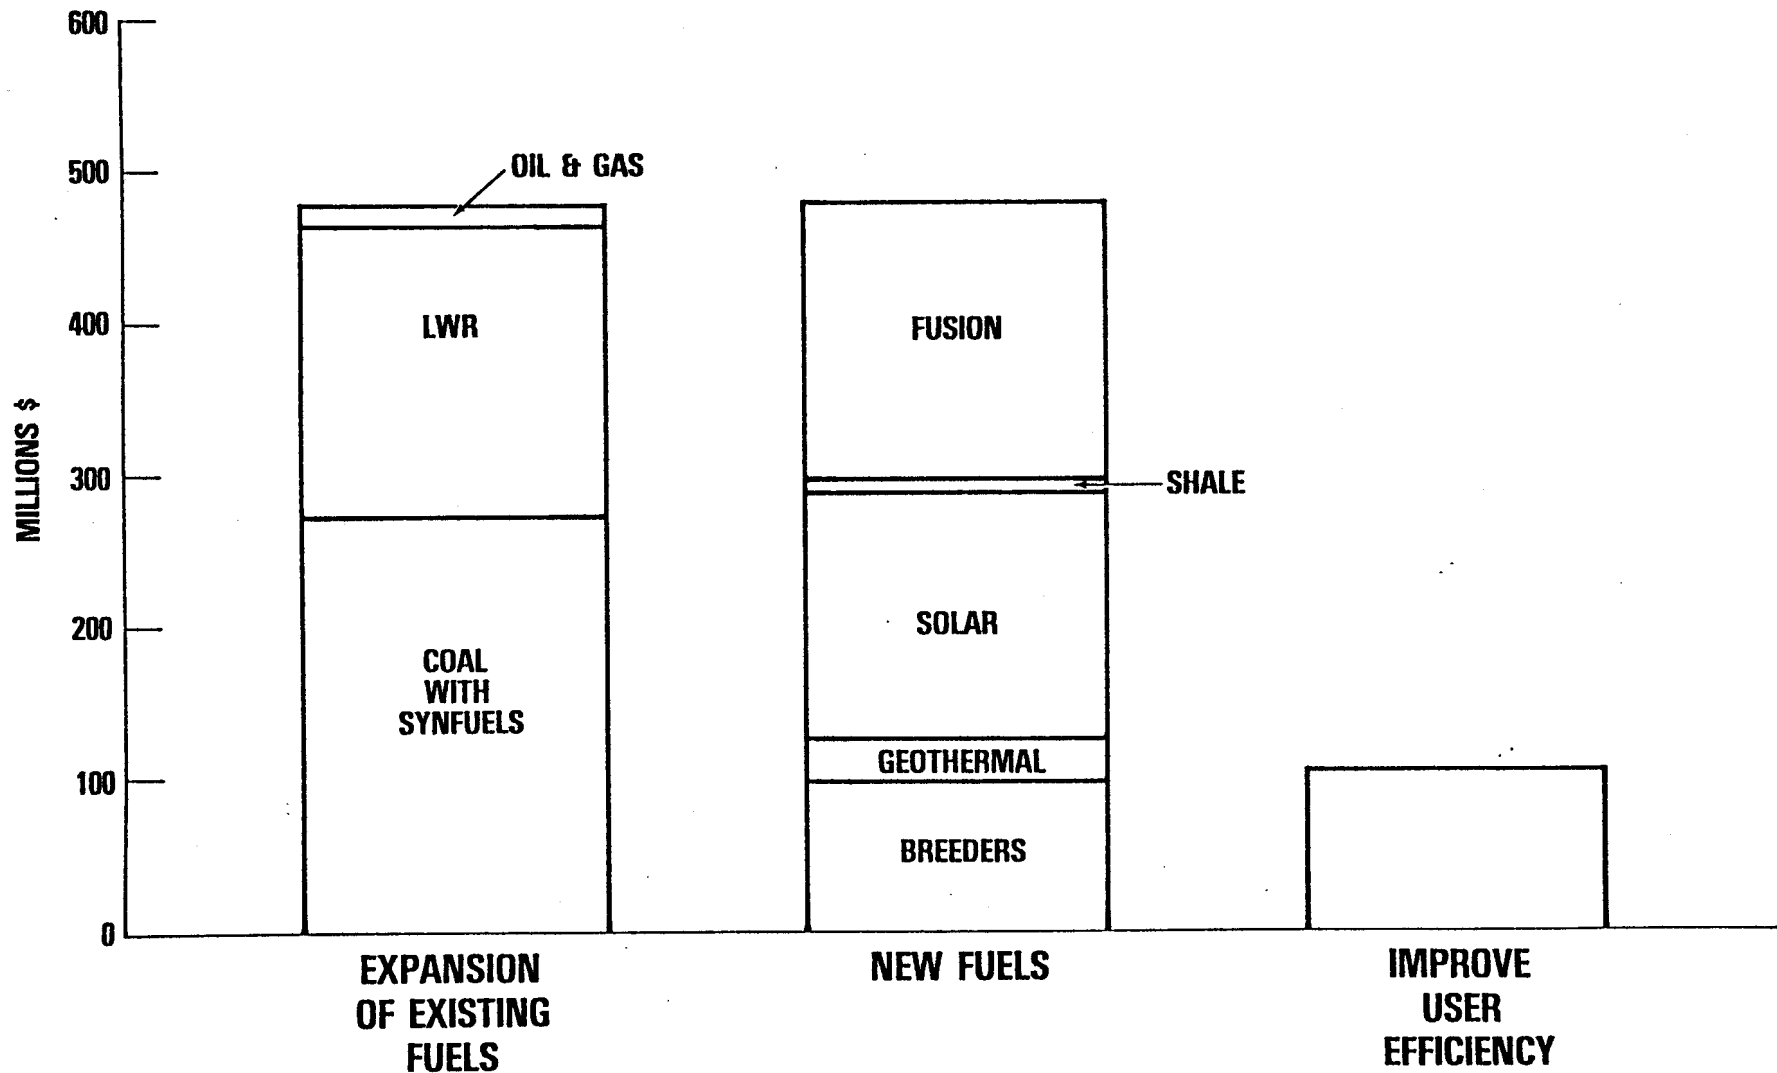 600
500
400
300
200
100
0
MILLIONS $
OIL & GAS
LWR
COAL
WITH
SYNFUELS
FUSION
SHALE
SOLAR
GEOTHERMAL
BREEDERS
EXPANSION
OF EXISTING
FUELS
NEW FUELS
IMPROVE
USER
EFFICIENCY